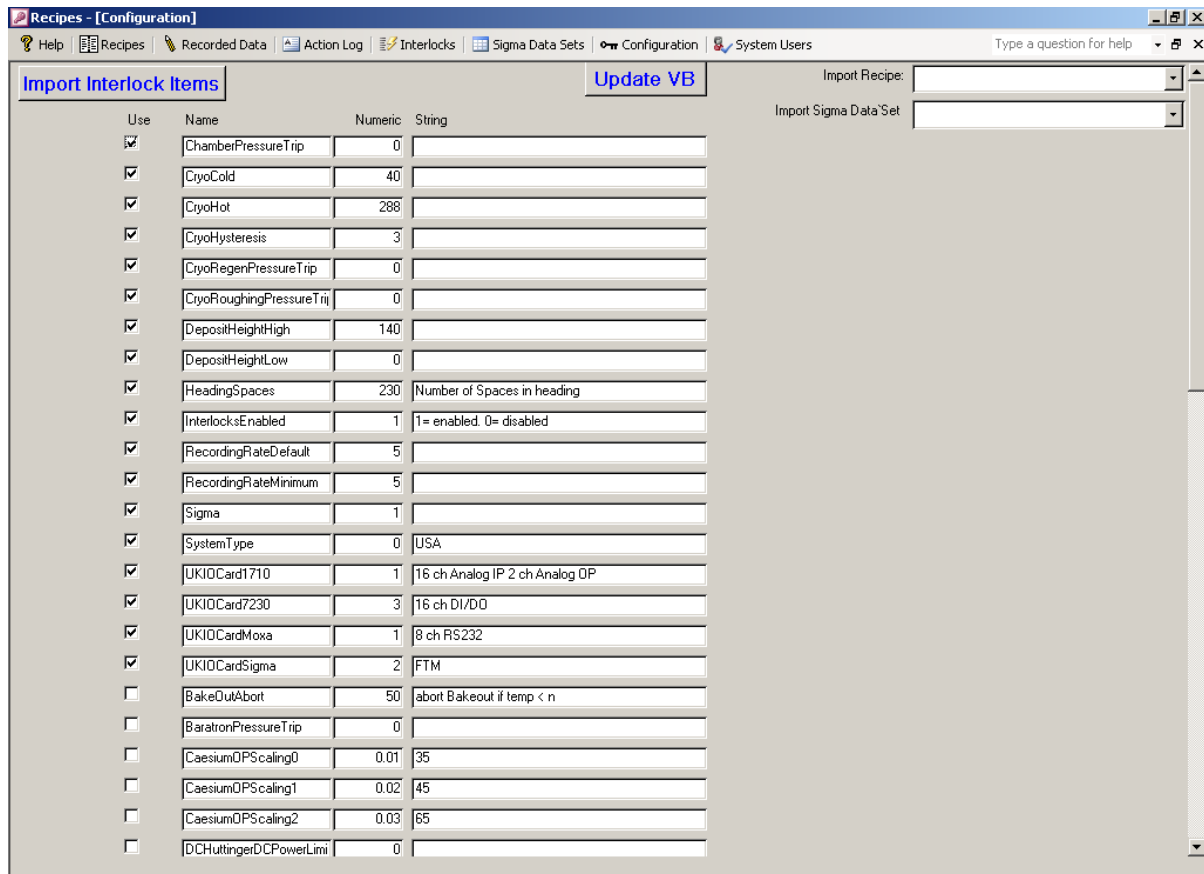 Recipes - [Configuration]
Help Recipes Recorded Data Action Log Interlocks Sigma Data Sets Configuration System Users Type a question for help
Import Interlock Items Update VB Import Recipe:
Import Sigma Data`Set
Use Name Numeric String
ChamberPressureTrip 0
CryoCold 40
CryoHot 288
CryoHysteresis 3
CryoRegenPressureTrip 0
CryoRoughingPressureTri 0
DepositHeightHigh 140
DepositHeightLow 0
HeadingSpaces 230 Number of Spaces in heading
InterlocksEnabled 1 1= enabled. 0= disabled
RecordingRateDefault 5
RecordingRateMinimum 5
Sigma 1
SystemType 0 USA
UKIOCard1710 1 16 ch Analog IP 2 ch Analog OP
UKIOCard7230 3 16 ch DI/DO
UKIOCardMoxa 1 8 ch RS232
UKIOCardSigma 2 FTM
BakeOutAbort 50 abort Bakeout if temp < n
BaratronPressureTrip 0
CaesiumOPScaling0 0.01 35
CaesiumOPScaling1 0.02 45
CaesiumOPScaling2 0.03 65
DCHuttingerDCPowerLimi 0